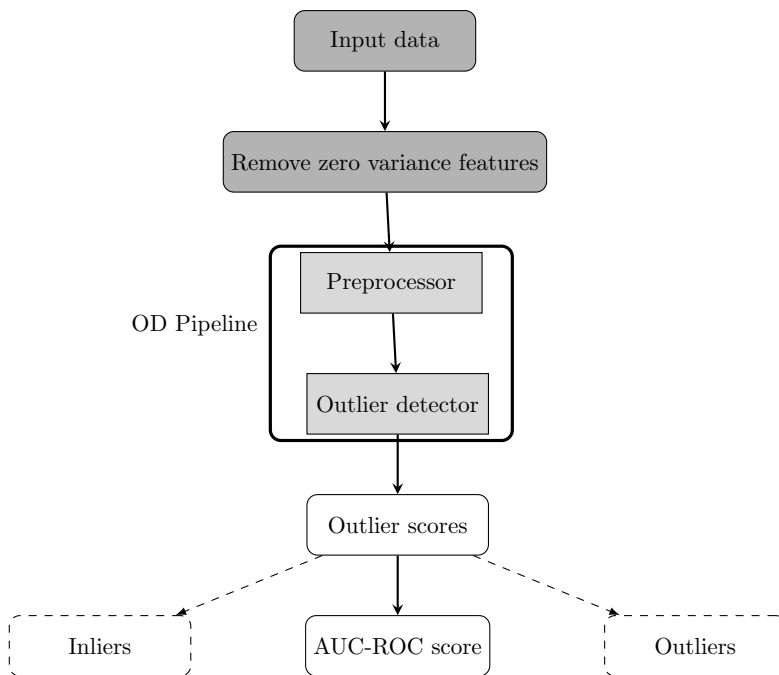 Input data
Remove zero variance features
Preprocessor
OD Pipeline
Outlier detector
Outlier scores
Inliers
AUC-ROC score
Outliers